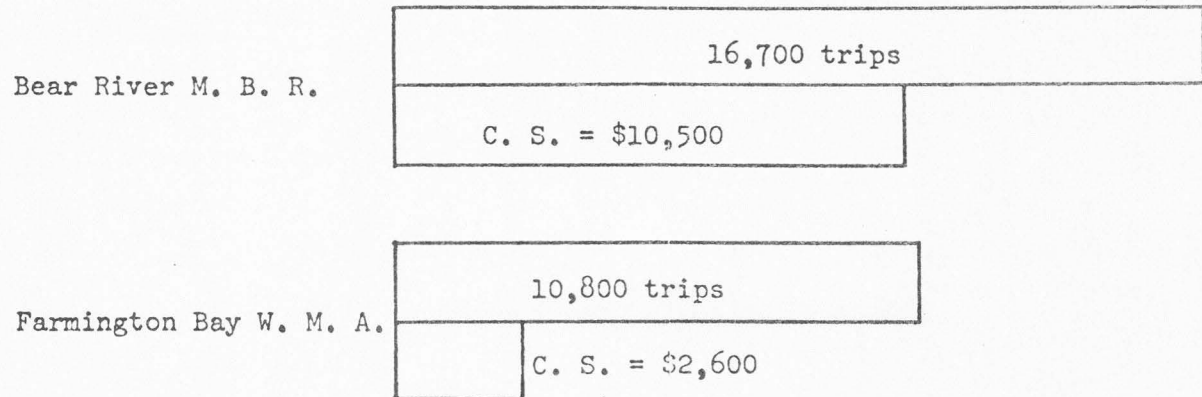 16,700 trips
Bear River M. B. R.
C. S. = $10,500
10,800 trips
Farmington Bay W. M. A.
C. S. = $2,600